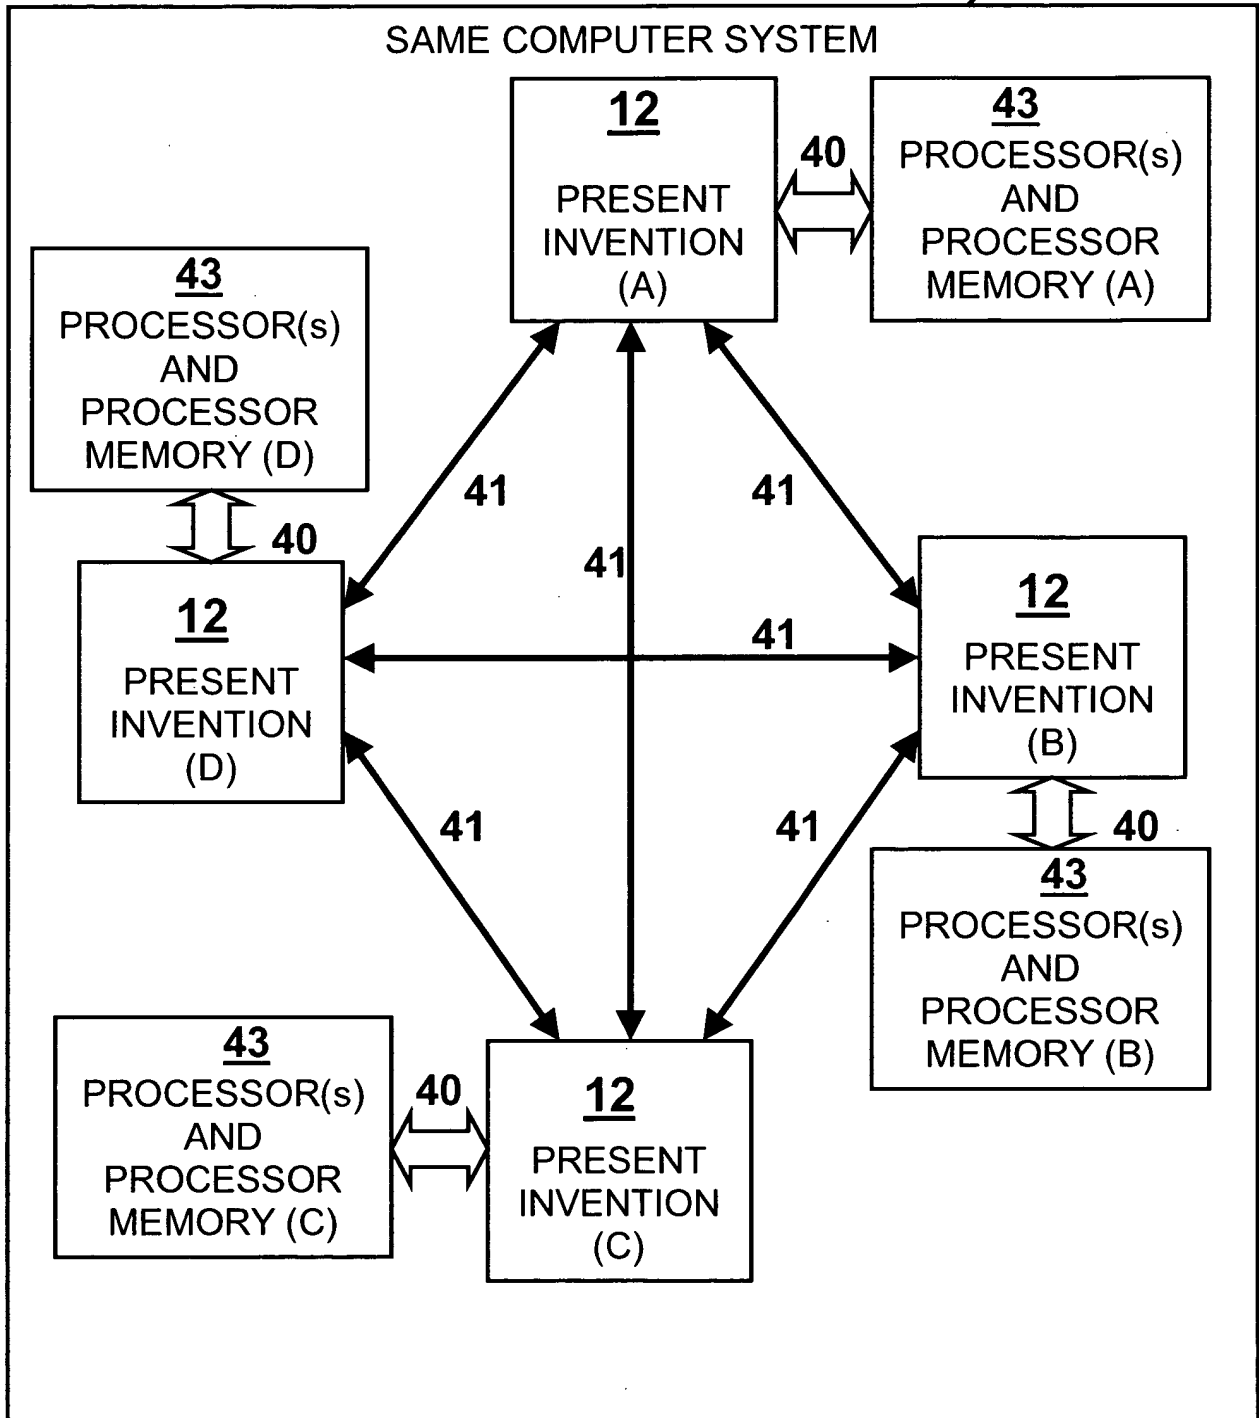 SAME COMPUTER SYSTEM
12
PRESENT
INVENTION
(A)
40
43
PROCESSOR(s)
AND
PROCESSOR
MEMORY (A)
43
PROCESSOR(s)
AND
PROCESSOR
MEMORY (D)
40
41
41
41
41
12
PRESENT
INVENTION
(D)
12
PRESENT
INVENTION
(B)
41
41
40
43
PROCESSOR(s)
AND
PROCESSOR
MEMORY (B)
43
PROCESSOR(s)
AND
PROCESSOR
MEMORY (C)
40
12
PRESENT
INVENTION
(C)